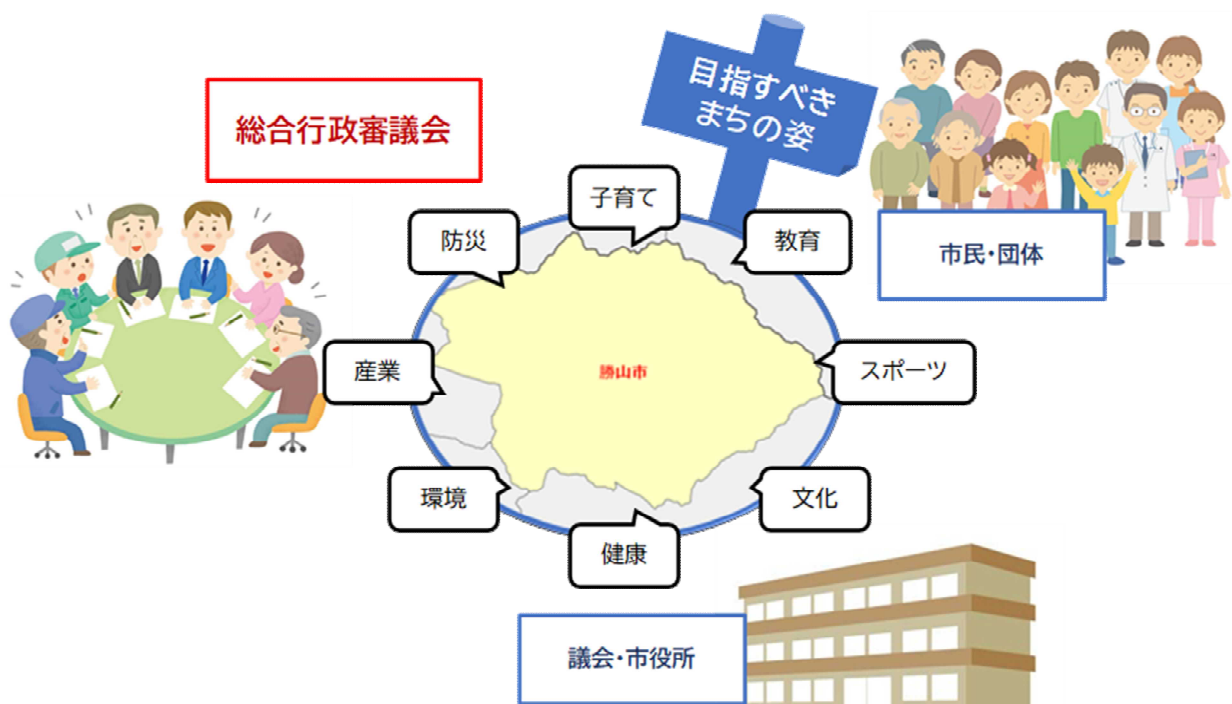 目指すべき
まちの姿
総合行政審議会
子育て
防災
教育
市民・団体
産業
勝山市
スポーツ
環境
文化
健康
議会・市役所